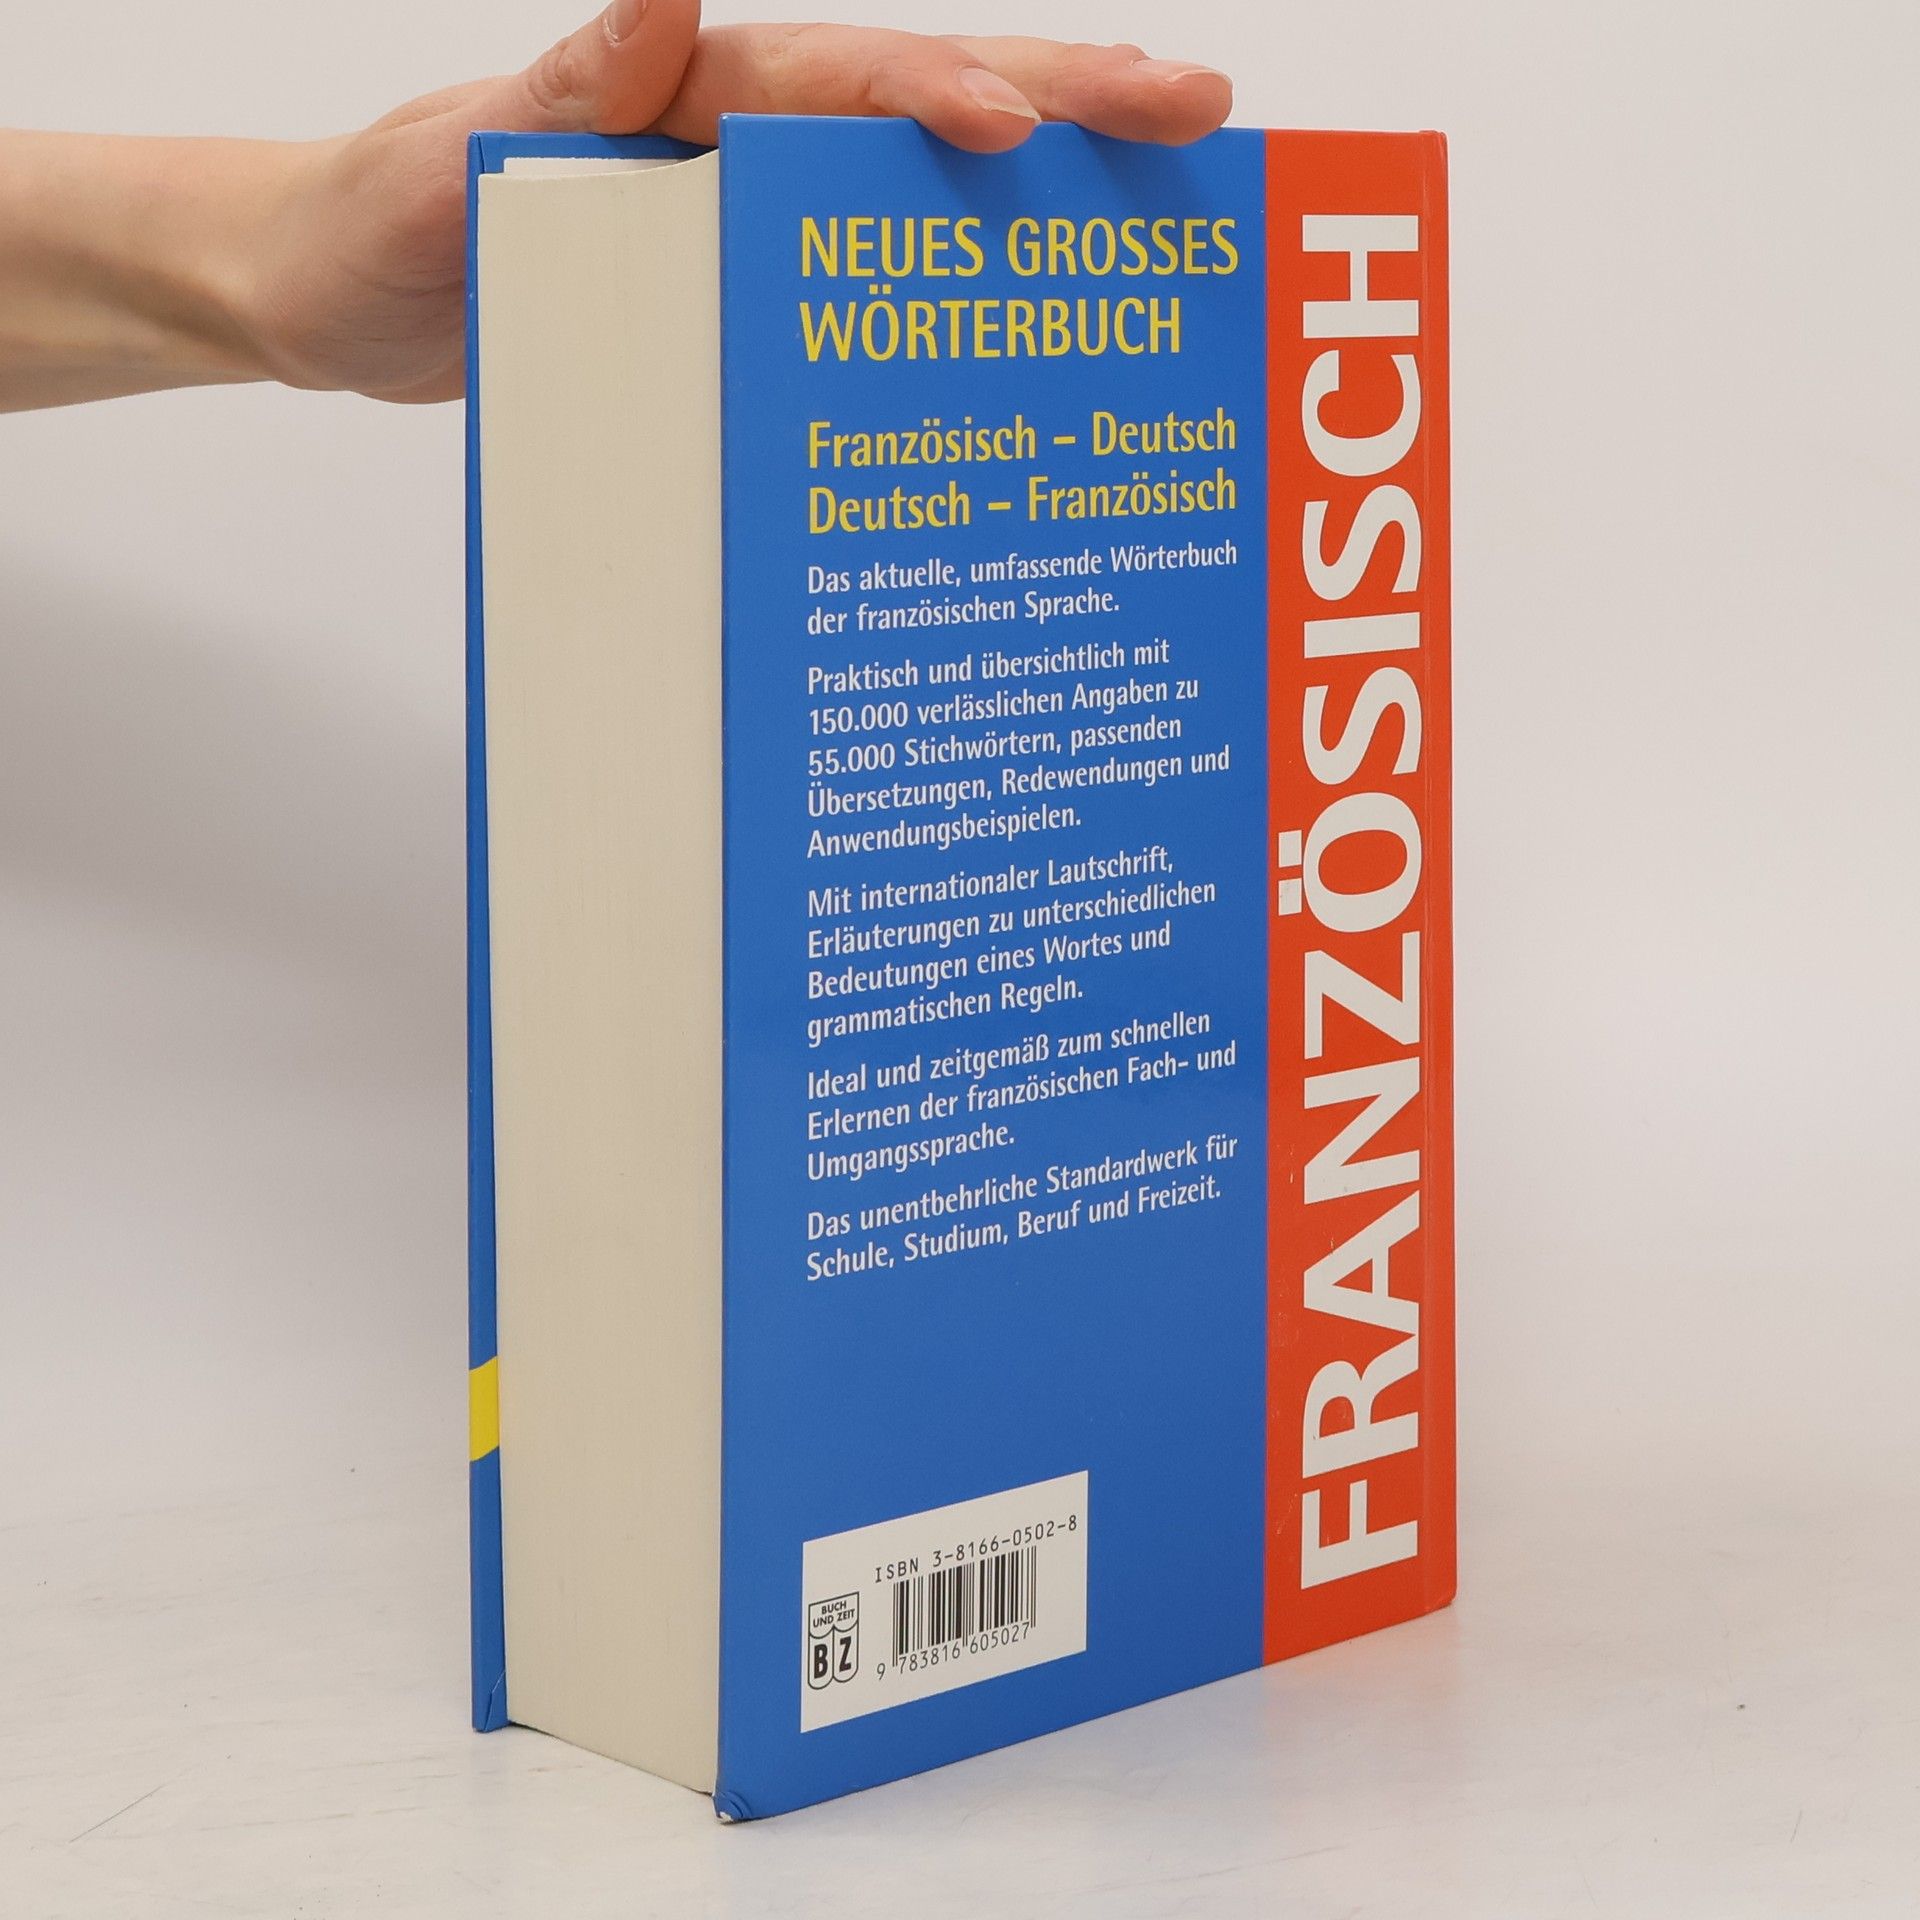 NEUES GROSSES
WÖRTERBUCH
Französisch – Deutsch
Deutsch – Französisch
Das aktuelle, umfassende Wörterbuch
der französischen Sprache.
Praktisch und übersichtlich mit
150.000 verlässlichen Angaben zu
55.000 Stichwörtern, passenden
Übersetzungen, Redewendungen und
Anwendungsbeispielen.
Mit internationaler Lautschrift,
Erläuterungen zu unterschiedlichen
Bedeutungen eines Wortes und
grammatischen Regeln.
Ideal und zeitgemäß zum schnellen
Erlernen der französischen Fach- und
Umgangssprache.
Das unentbehrliche Standardwerk für
Schule, Studium, Beruf und Freizeit.
ISBN 3-8166-0502-8
BUCH
UND ZEIT
BZ
9 783816 605027
FRANZÖSISCH